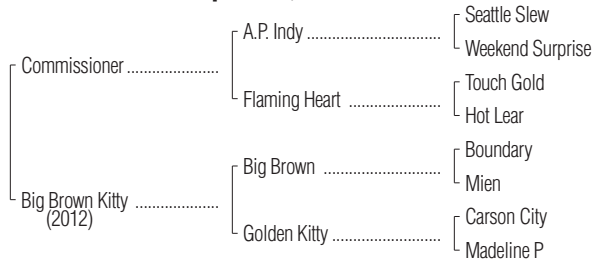 Seattle Slew
A.P. Indy ..............................
Weekend Surprise
Commissioner .....................
Touch Gold
Flaming Heart .....................
Hot Lear
Boundary
Big Brown ...........................
Mien
Big Brown Kitty ...................
(2012)
Carson City
Golden Kitty .........................
Madeline P